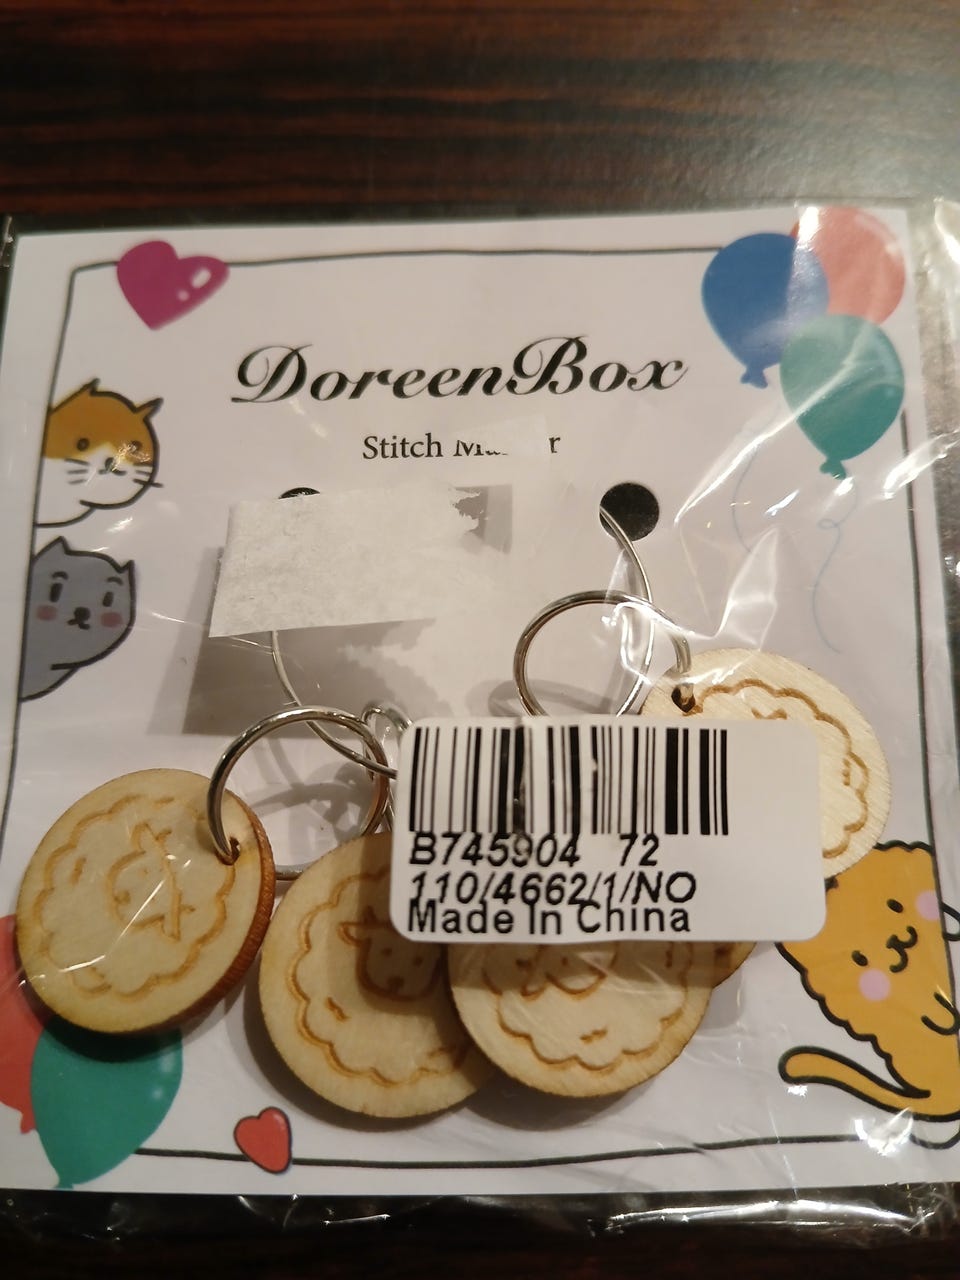 DoreenBox
Stitch
B745904 72
110/4662/1/NO
Made In China